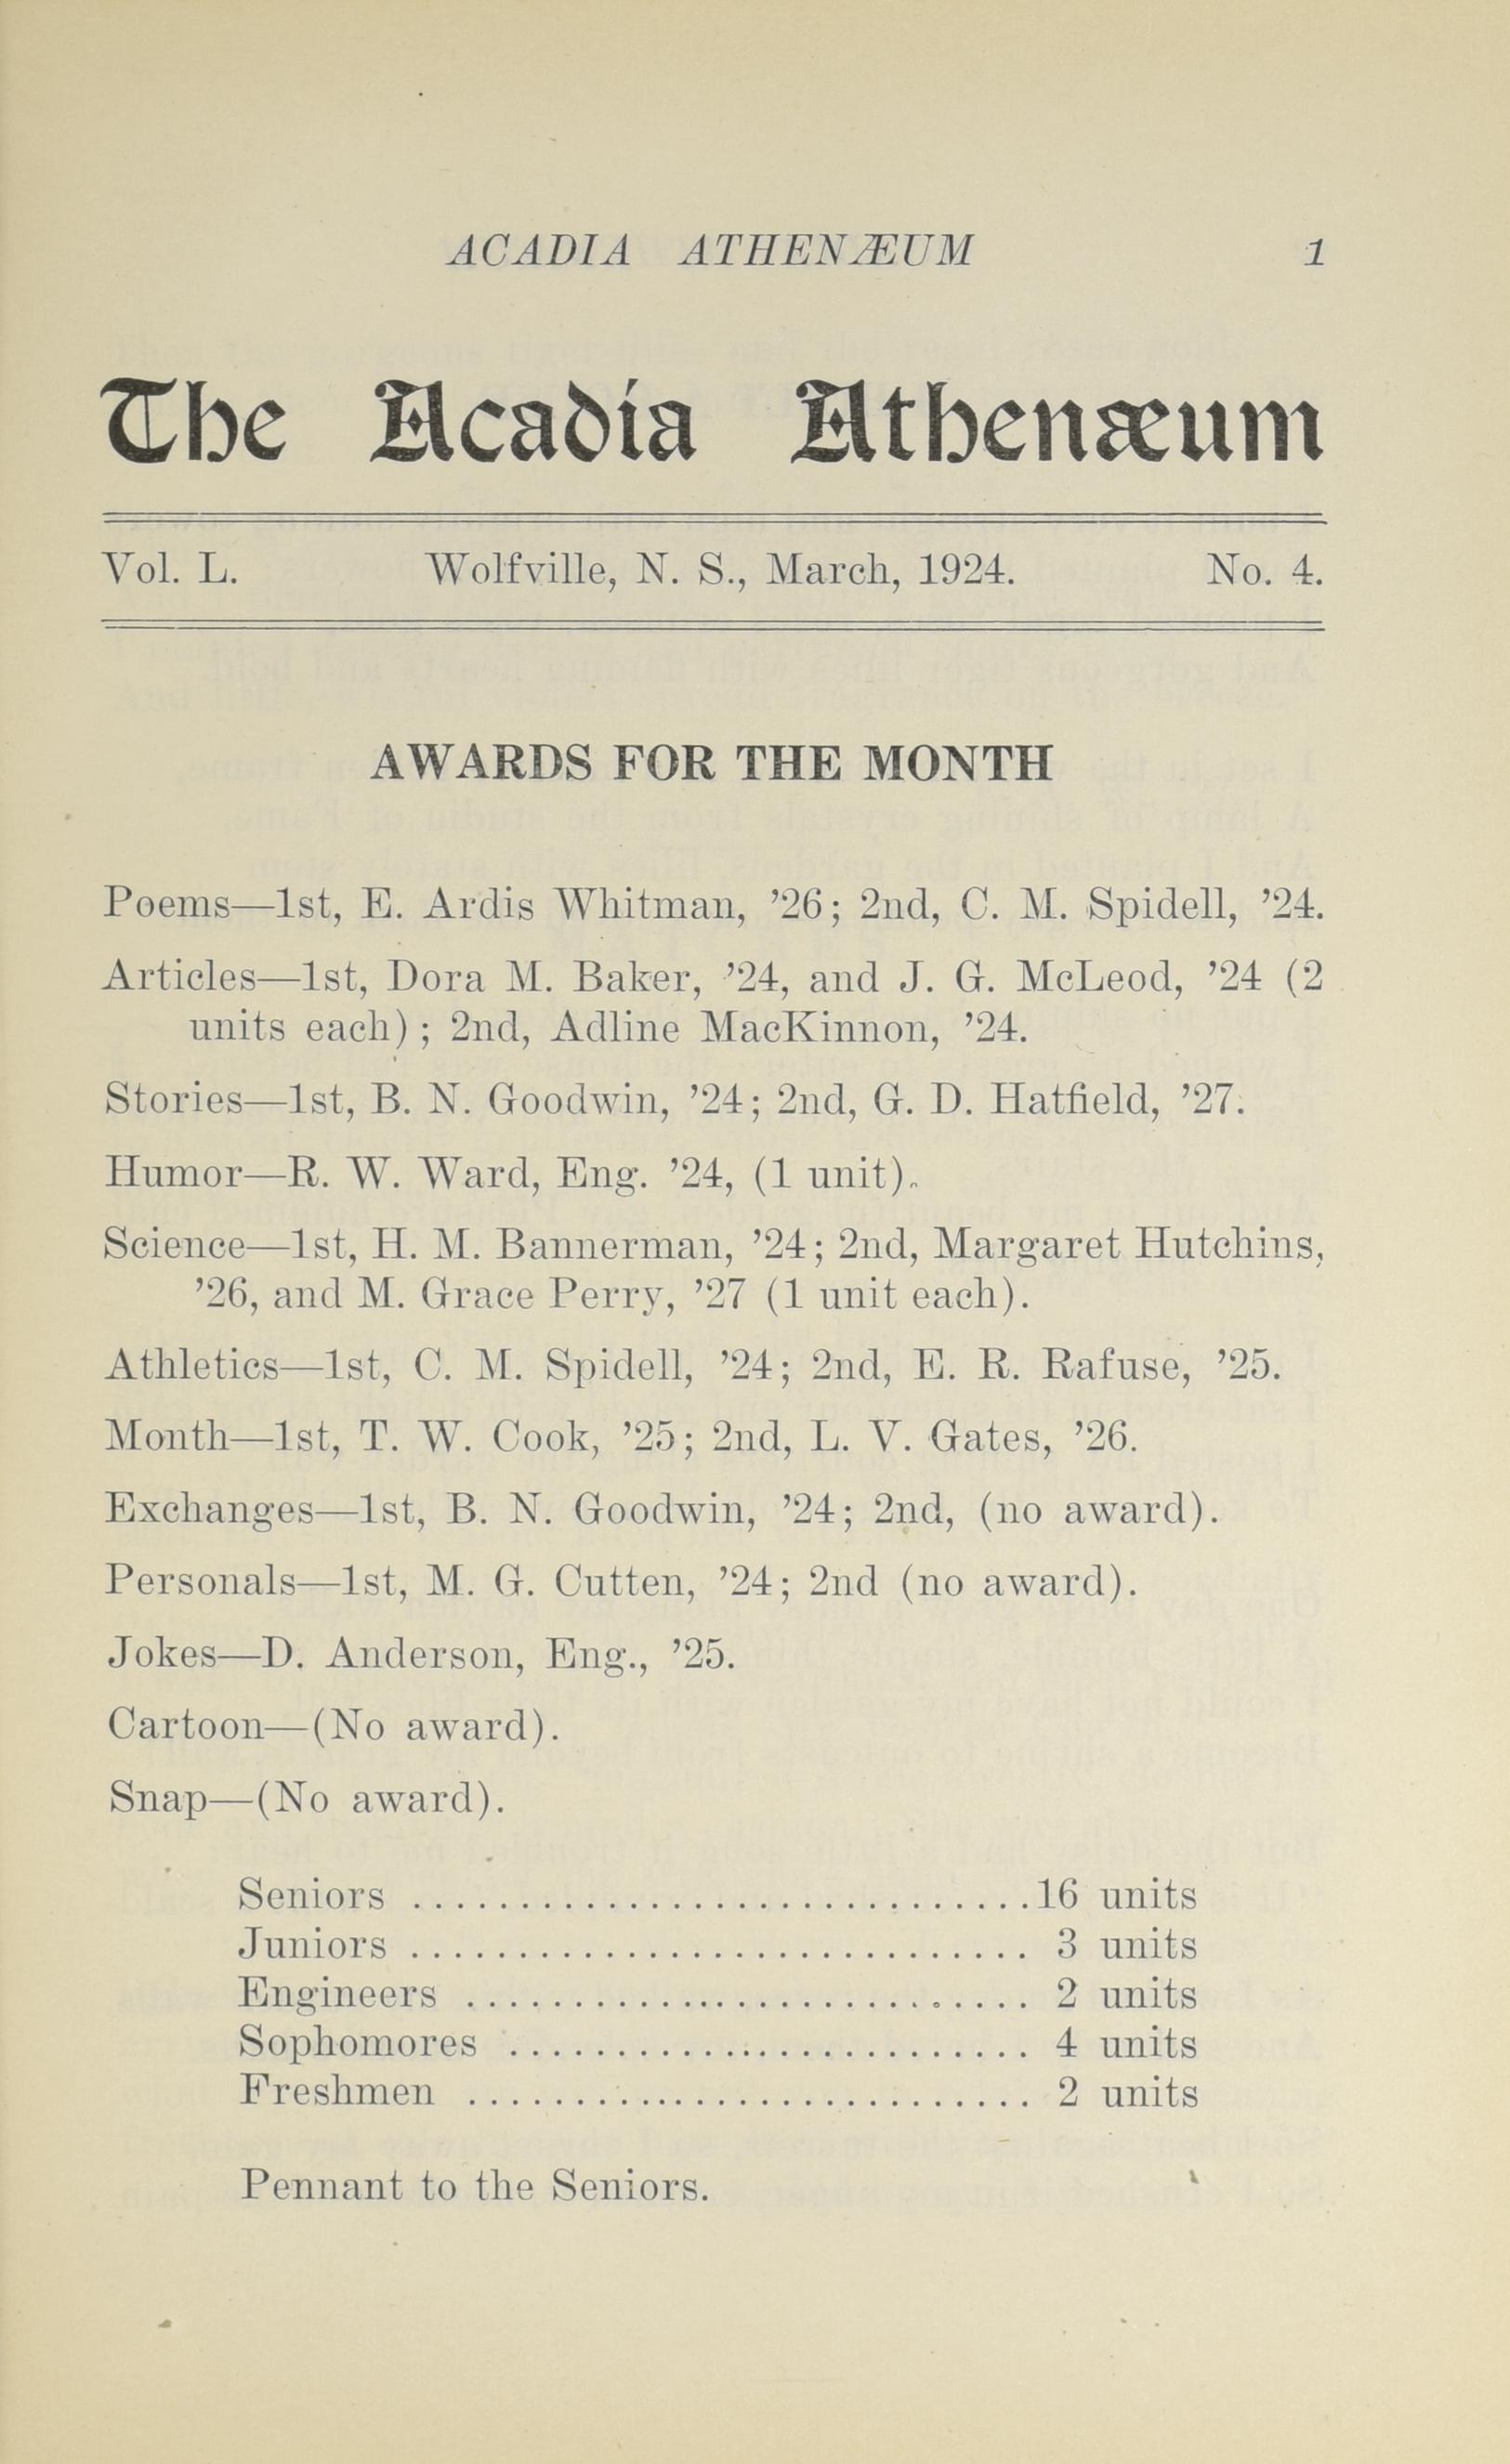 ACADIA ATHENÆUM 1
The Acadia Athenæum
Vol. L. Wolfville, N. S., March, 1924. No. 4.
AWARDS FOR THE MONTH
Poems—1st, E. Ardis Whitman, ’26; 2nd, C. M. Spidell, ’24.
Articles—1st, Dora M. Baker, ’24, and J. G. McLeod, ’24 (2
units each); 2nd, Adline MacKinnon, ’24.
Stories—1st, B. N. Goodwin, ’24; 2nd, G. D. Hatfield, ’27.
Humor—R. W. Ward, Eng. ’24, (1 unit).
Science—1st, H. M. Bannerman, ’24; 2nd, Margaret Hutchins,
’26, and M. Grace Perry, ’27 (1 unit each).
Athletics—1st, C. M. Spidell, ’24; 2nd, E. R. Rafuse, ’25.
Month—1st, T. W. Cook, ’25; 2nd, L. V. Gates, ’26.
Exchanges—1st, B. N. Goodwin, ’24; 2nd, (no award).
Personals—1st, M. G. Cutten, ’24; 2nd (no award).
Jokes—D. Anderson, Eng., ’25.
Cartoon—(No award).
Snap—(No award).
Seniors ..............................16 units
Juniors .............................. 3 units
Engineers ........................... 2 units
Sophomores ......................... 4 units
Freshmen ........................... 2 units
Pennant to the Seniors.